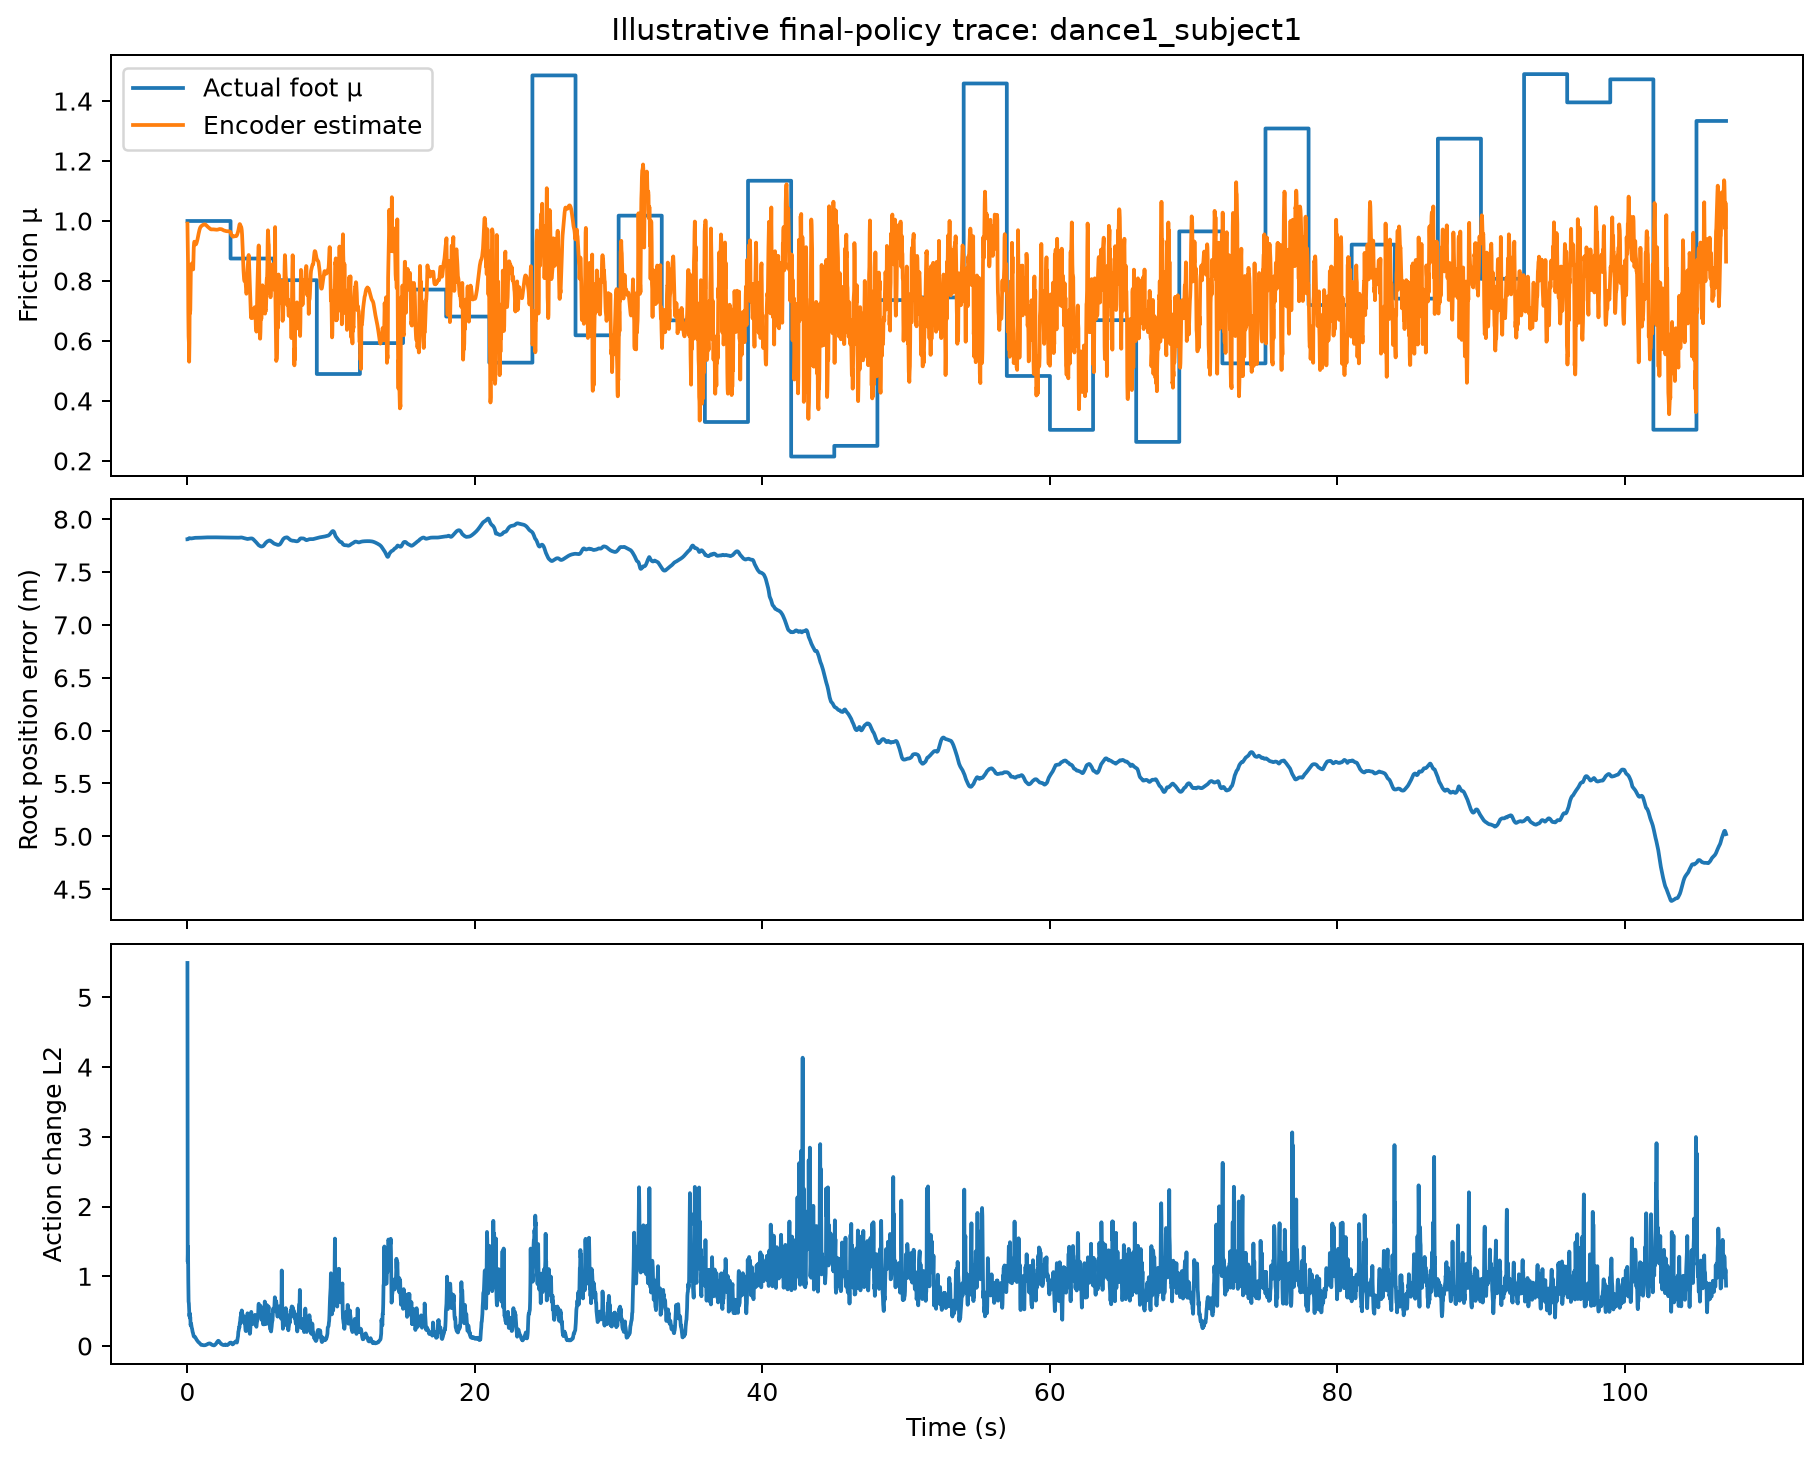 Illustrative final-policy trace: dance1_subject1
Actual foot μ
Encoder estimate
Friction μ
1.4
1.2
1.0
0.8
0.6
0.4
0.2
Root position error (m)
8.0
7.5
7.0
6.5
6.0
5.5
5.0
4.5
Action change L2
5
4
3
2
1
0
0 20 40 60 80 100
Time (s)